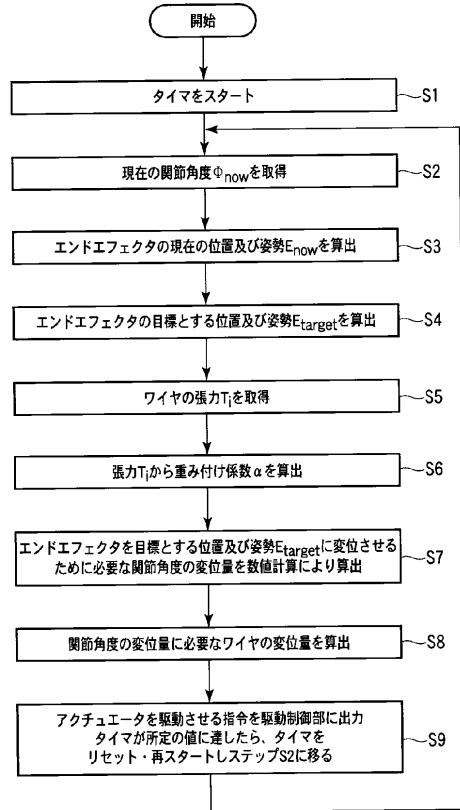 開始
タイマをスタート
S1
現在の関節角度Φnowを取得
S2
エンドエフェクタの現在の位置及び姿勢Enowを算出
S3
エンドエフェクタの目標とする位置及び姿勢Etargetを算出
S4
ワイヤの張力Tiを取得
S5
張力Tiから重み付け係数αを算出
S6
エンドエフェクタを目標とする位置及び姿勢Etargetに変位させる
ために必要な関節角度の変位量を数値計算により算出
S7
関節角度の変位量に必要なワイヤの変位量を算出
S8
アクチュエータを駆動させる指令を駆動制御部に出力
タイマが所定の値に達したら、タイマを
リセット・再スタートしステップS2に移る
S9